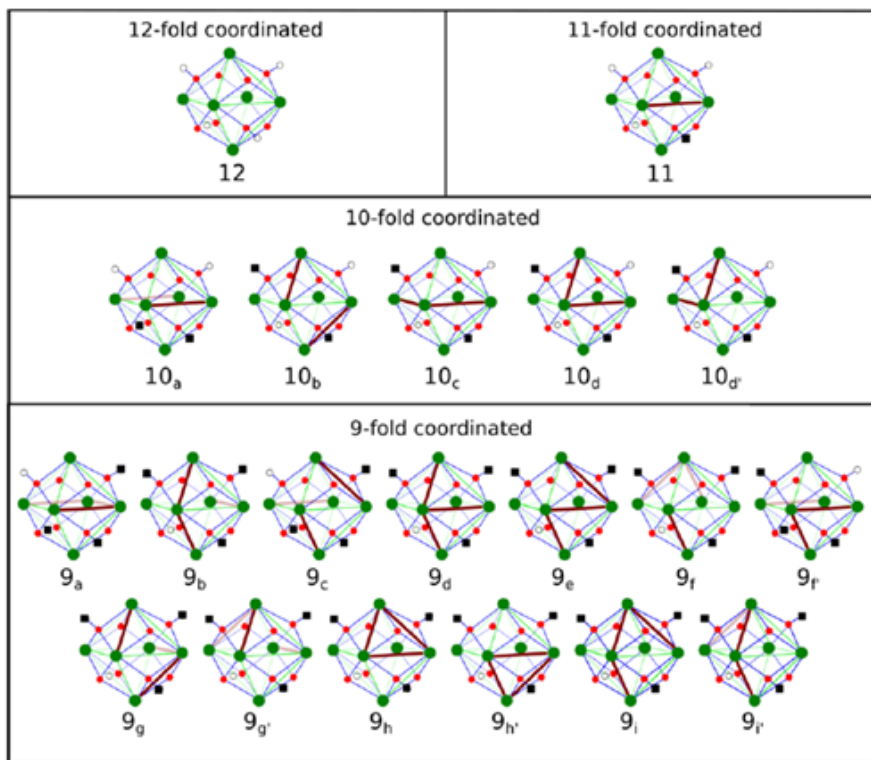 12-fold coordinated
11-fold coordinated
12
11
10-fold coordinated
10a 10b 10c 10d 10d'
9-fold coordinated
9a 9b 9c 9d 9e 9f 9f'
9g 9g' 9h 9h' 9i 9i'